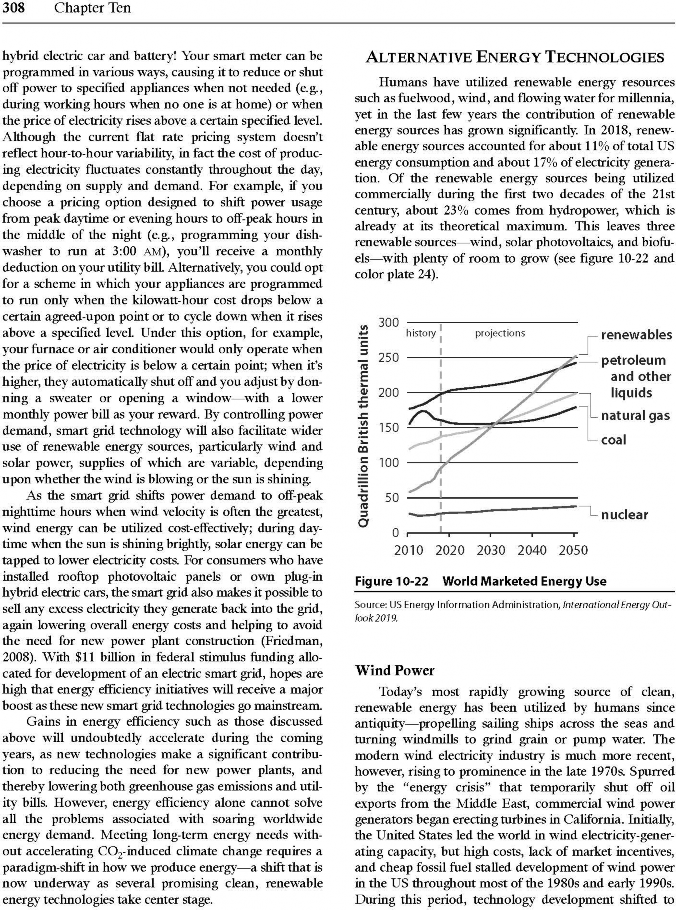 308 Chapter Ten
hybrid electric car and battery! Your smart meter can be
programmed in various ways, causing it to reduce or shut
off power to specified appliances when not needed (e.g.,
during working hours when no one is at home) or when
the price of electricity rises above a certain specified level.
Although the current flat rate pricing system doesn't
reflect hour-to-hour variability, in fact the cost of produc-
ing electricity fluctuates constantly throughout the day,
depending on supply and demand. For example, if you
choose a pricing option designed to shift power usage
from peak daytime or evening hours to off-peak hours in
the middle of the night (e.g., programming your dish-
washer to run at 3:00 AM), you'll receive a monthly
deduction on your utility bill. Alternatively, you could opt
for a scheme in which your appliances are programmed
to run only when the kilowatt-hour cost drops below a
certain agreed-upon point or to cycle down when it rises
above a specified level. Under this option, for example,
your furnace or air conditioner would only operate when
the price of electricity is below a certain point; when it's
higher, they automatically shut off and you adjust by don-
ning a sweater or opening a window—with a lower
monthly power bill as your reward. By controlling power
demand, smart grid technology will also facilitate wider
use of renewable energy sources, particularly wind and
solar power, supplies of which are variable, depending
upon whether the wind is blowing or the sun is shining.
As the smart grid shifts power demand to off-peak
nighttime hours when wind velocity is often the greatest,
wind energy can be utilized cost-effectively; during day-
time when the sun is shining brightly, solar energy can be
tapped to lower electricity costs. For consumers who have
installed rooftop photovoltaic panels or own plug-in
hybrid electric cars, the smart grid also makes it possible to
sell any excess electricity they generate back into the grid,
again lowering overall energy costs and helping to avoid
the need for new power plant construction (Friedman,
2008). With $11 billion in federal stimulus funding allo-
cated for development of an electric smart grid, hopes are
high that energy efficiency initiatives will receive a major
boost as these new smart grid technologies go mainstream.
Gains in energy efficiency such as those discussed
above will undoubtedly accelerate during the coming
years, as new technologies make a significant contribu-
tion to reducing the need for new power plants, and
thereby lowering both greenhouse gas emissions and util-
ity bills. However, energy efficiency alone cannot solve
all the problems associated with soaring worldwide
energy demand. Meeting long-term energy needs with-
out accelerating CO₂-induced climate change requires a
paradigm-shift in how we produce energy—a shift that is
now underway as several promising clean, renewable
energy technologies take center stage.
ALTERNATIVE ENERGY TECHNOLOGIES
Humans have utilized renewable energy resources
such as fuelwood, wind, and flowing water for millennia,
yet in the last few years the contribution of renewable
energy sources has grown significantly. In 2018, renew-
able energy sources accounted for about 11% of total US
energy consumption and about 17% of electricity genera-
tion. Of the renewable energy sources being utilized
commercially during the first two decades of the 21st
century, about 23% comes from hydropower, which is
already at its theoretical maximum. This leaves three
renewable sources—wind, solar photovoltaics, and biofu-
els—with plenty of room to grow (see figure 10-22 and
color plate 24).
Quadrillion British thermal units
300
250
200
150
100
50
0
history projections
renewables
petroleum
and other
liquids
natural gas
coal
nuclear
2010 2020 2030 2040 2050
Figure 10-22 World Marketed Energy Use
Source: US Energy Information Administration, International Energy Out-
look 2019.
Wind Power
Today's most rapidly growing source of clean,
renewable energy has been utilized by humans since
antiquity—propelling sailing ships across the seas and
turning windmills to grind grain or pump water. The
modern wind electricity industry is much more recent,
however, rising to prominence in the late 1970s. Spurred
by the "energy crisis" that temporarily shut off oil
exports from the Middle East, commercial wind power
generators began erecting turbines in California. Initially,
the United States led the world in wind electricity-gener-
ating capacity, but high costs, lack of market incentives,
and cheap fossil fuel stalled development of wind power
in the US throughout most of the 1980s and early 1990s.
During this period, technology development shifted to